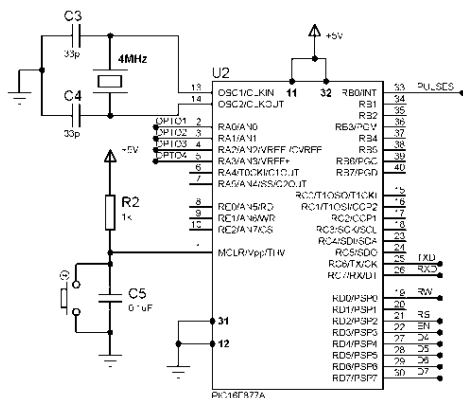 C3
33p
4MHz
C4
33p
+5V
R2
1k
C5
0.1uF
U2
+5V
11
32
13 OSC1/CLKIN
14 OSC2/CLKOUT
OPTO1 2 RA0/AN0
OPTO2 3 RA1/AN1
OPTO3 4 RA2/AN2/VREF-/CVREF
OPTO4 5 RA3/AN3/VREF+
6 RA4/T0CKI/C1OUT
7 RA5/AN4/SS/C2OUT
8 RE0/AN5/RD
9 RE1/AN6/WR
10 RE2/AN7/CS
1 MCLR/Vpp/THV
31
12
RB0/INT 33 PULSES
RB1 34
RB2 35
RB3/PGM 36
RB4 37
RB5 38
RB6/PGC 39
RB7/PGD 40
RC0/T1OSO/T1CKI 15
RC1/T1OSI/CCP2 16
RC2/CCP1 17
RC3/SCK/SCL 18
RC4/SDI/SDA 23
RC5/SDO 24
RC6/TX/CK 25 TXD
RC7/RX/DT 26 RXD
RD0/PSP0 19 RW
RD1/PSP1 20
RD2/PSP2 21 RS
RD3/PSP3 22 EN
RD4/PSP4 27 D4
RD5/PSP5 28 D5
RD6/PSP6 29 D6
RD7/PSP7 30 D7
PIC16F877A